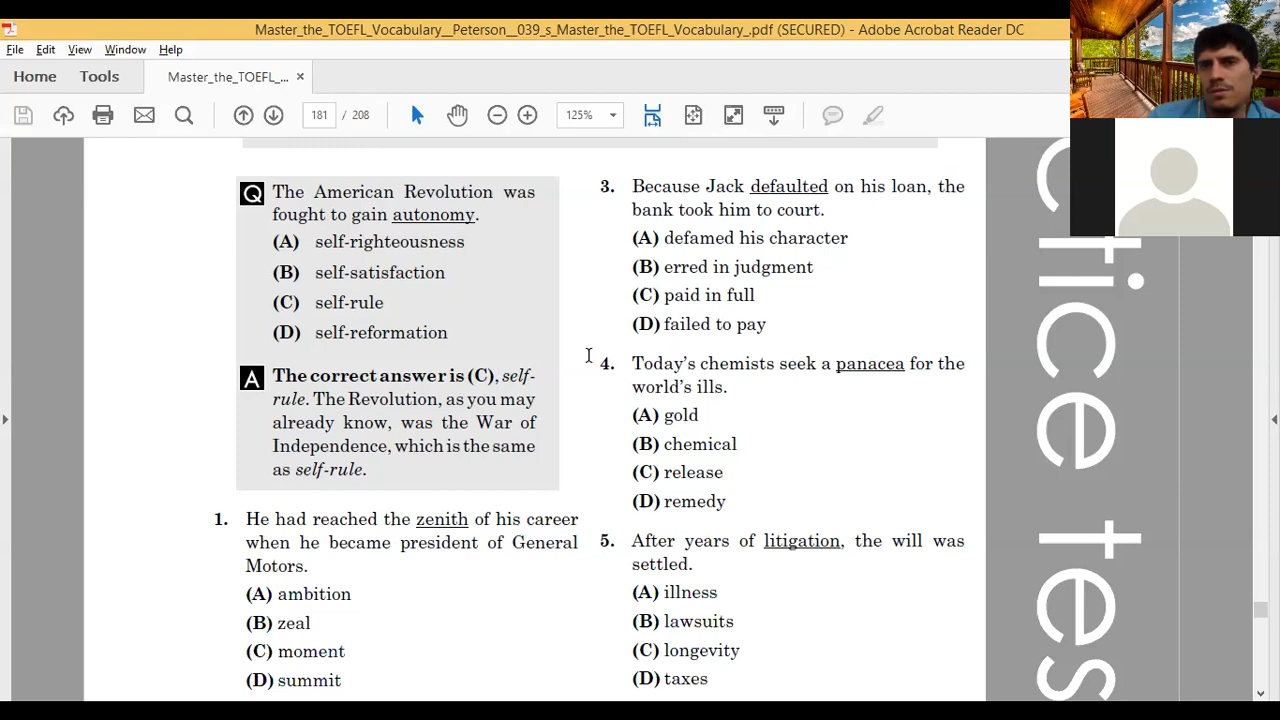 Master_the_TOEFL_Vocabulary__Peterson__039_s_Master_the_TOEFL_Vocabulary_.pdf (SECURED) - Adobe Acrobat Reader DC
File Edit View Window Help
Home Tools Master_the_TOEFL_... ×
181 / 208 125%
Q The American Revolution was
fought to gain autonomy.
(A) self-righteousness
(B) self-satisfaction
(C) self-rule
(D) self-reformation
A The correct answer is (C), self-
rule. The Revolution, as you may
already know, was the War of
Independence, which is the same
as self-rule.
1. He had reached the zenith of his career
when he became president of General
Motors.
(A) ambition
(B) zeal
(C) moment
(D) summit
3. Because Jack defaulted on his loan, the
bank took him to court.
(A) defamed his character
(B) erred in judgment
(C) paid in full
(D) failed to pay
4. Today's chemists seek a panacea for the
world's ills.
(A) gold
(B) chemical
(C) release
(D) remedy
5. After years of litigation, the will was
settled.
(A) illness
(B) lawsuits
(C) longevity
(D) taxes
ctice tes